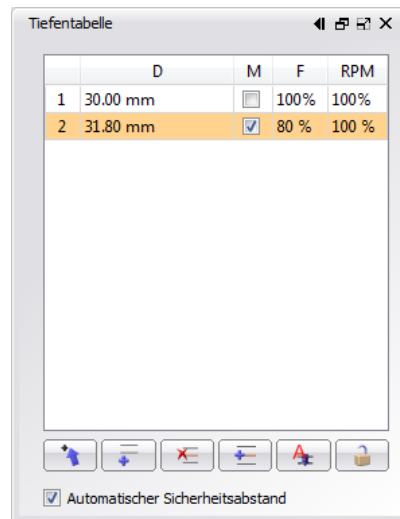 Tiefentabelle
D M F RPM
1 30.00 mm 100% 100%
2 31.80 mm 80 % 100 %
Automatischer Sicherheitsabstand